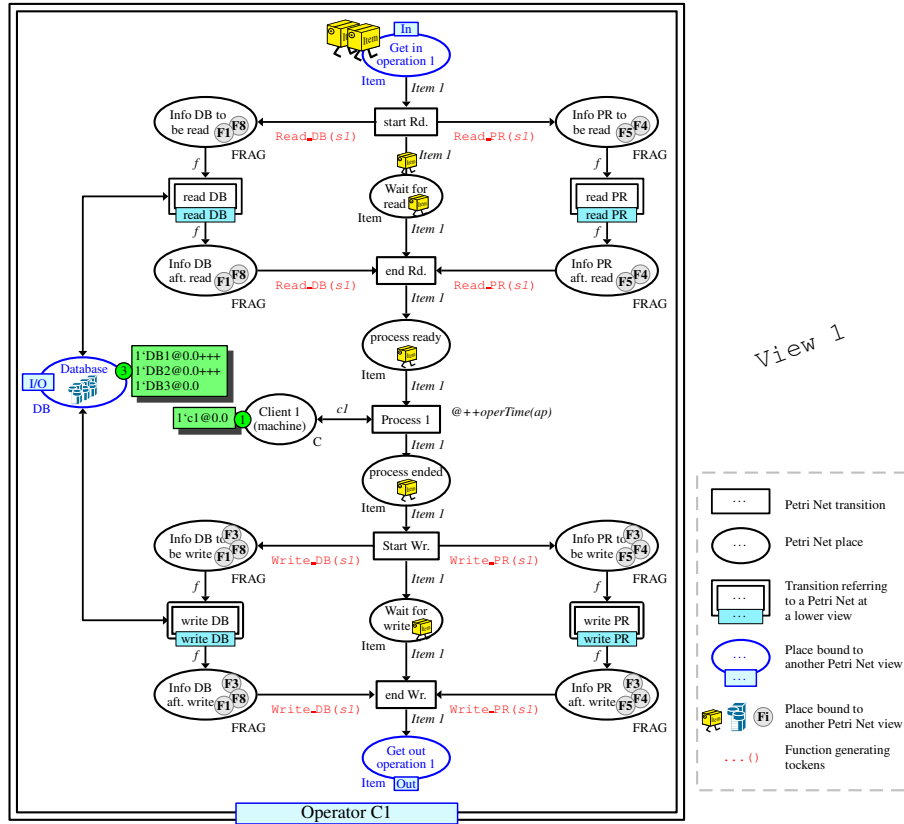 In
Get in
operation 1
Item
Item
Item
Item 1
Info DB to
be read
F1
F8
FRAG
Read_DB(s1)
start Rd.
Read_PR(s1)
Info PR to
be read
F5
F4
FRAG
f
Item 1
Item
f
read DB
read DB
Wait for
read
Item
Item
read PR
read PR
f
Item 1
f
Info DB
aft. read
F1
F8
FRAG
Read_DB(s1)
end Rd.
Read_PR(s1)
Info PR
aft. read
F5
F4
FRAG
Item 1
process ready
Item
Item
View 1
Database
I/O
DB
3
1‘DB1@0.0+++
1‘DB2@0.0+++
1‘DB3@0.0
Item 1
1‘c1@0.0
1
Client 1
(machine)
C
c1
Process 1
@++operTime(ap)
Item 1
process ended
Item
Item
Item 1
Info DB to
be write
F3
F1
F8
FRAG
Write_DB(s1)
Start Wr.
Write_PR(s1)
Info PR to
be write
F3
F5
F4
FRAG
f
Item 1
f
write DB
write DB
Wait for
write
Item
Item
write PR
write PR
f
Item 1
f
Info DB
aft. write
F3
F1
F8
FRAG
Write_DB(s1)
end Wr.
Write_PR(s1)
Info PR
aft. write
F3
F5
F4
FRAG
Item 1
Get out
operation 1
Item
Out
Operator C1
...
Petri Net transition
...
Petri Net place
...
...
Transition referring
to a Petri Net at
a lower view
...
...
Place bound to
another Petri Net view
Item
Fi
Place bound to
another Petri Net view
...()
Function generating
tockens